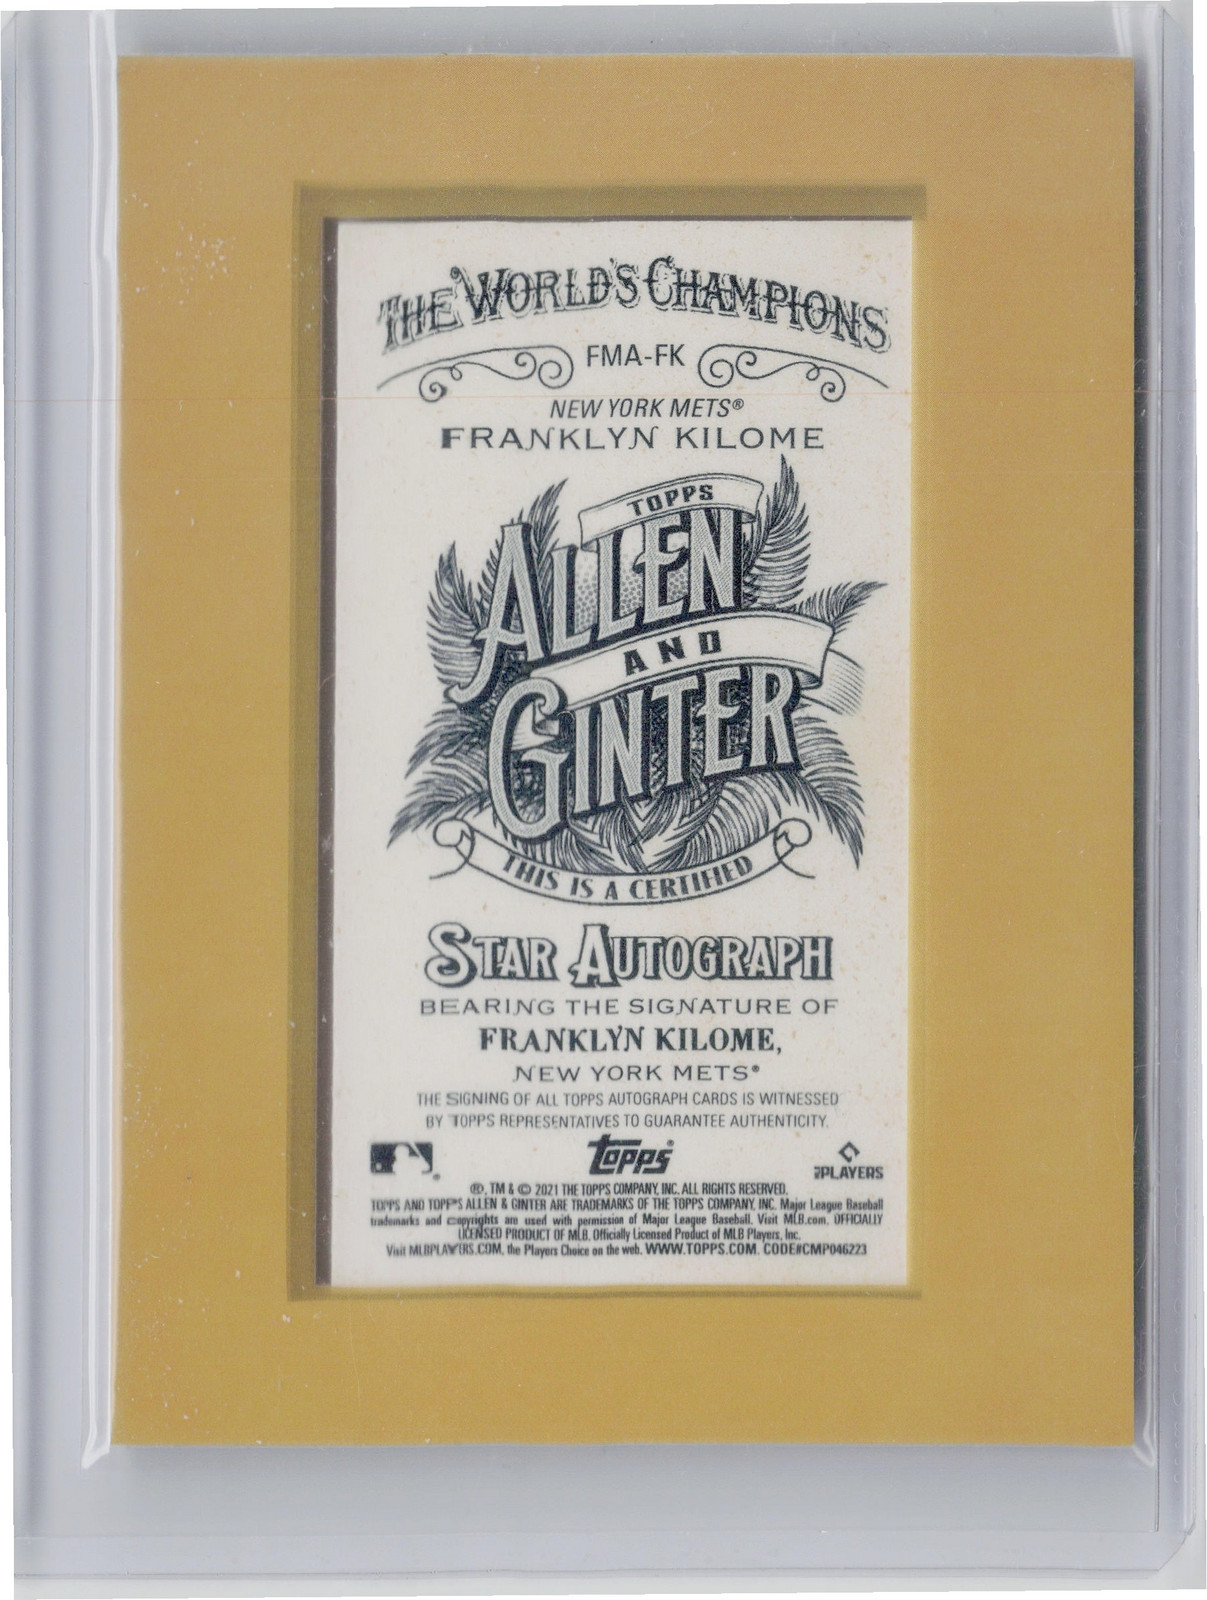 THE WORLD'S CHAMPIONS
FMA-FK
NEW YORK METS®
FRANKLYN KILOME
TOPPS
ALLEN
AND
GINTER
THIS IS A CERTIFIED
STAR AUTOGRAPH
BEARING THE SIGNATURE OF
FRANKLYN KILOME,
NEW YORK METS®
THE SIGNING OF ALL TOPPS AUTOGRAPH CARDS IS WITNESSED
BY TOPPS REPRESENTATIVES TO GUARANTEE AUTHENTICITY.
topps®
PLAYERS
®, TM & © 2021 THE TOPPS COMPANY, INC. ALL RIGHTS RESERVED.
TOPPS AND TOPPS ALLEN & GINTER ARE TRADEMARKS OF THE TOPPS COMPANY, INC. Major League Baseball
trademarks and copyrights are used with permission of Major League Baseball. Visit MLB.com. OFFICIALLY
LICENSED PRODUCT OF MLB. Officially Licensed Product of MLB Players, Inc.
Visit MLBPLAYERS.COM, the Players Choice on the web. WWW.TOPPS.COM. CODE#CMP046223